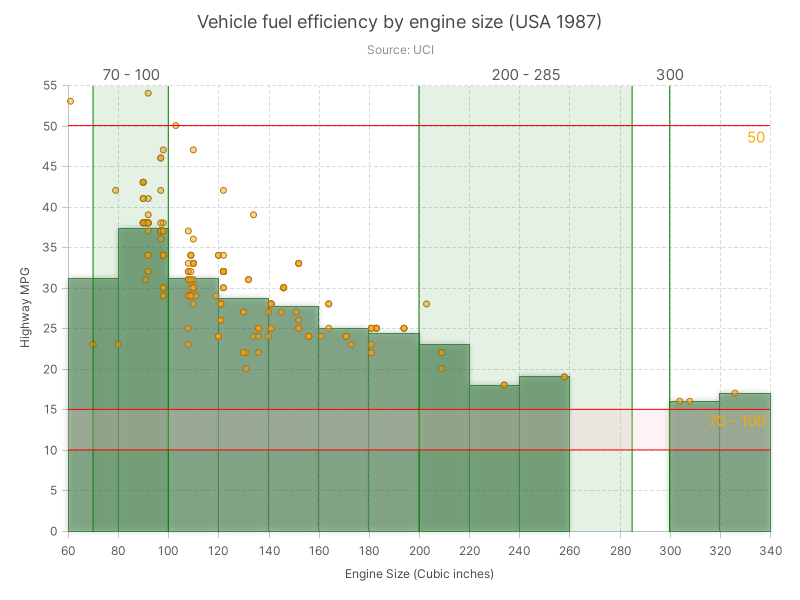 Vehicle fuel efficiency by engine size (USA 1987)
Source: UCI
70 - 100 200 - 285 300
55
50
50
45
40
35
30
25
20
15
70 - 100
10
5
0
Highway MPG
60 80 100 120 140 160 180 200 220 240 260 280 300 320 340
Engine Size (Cubic inches)